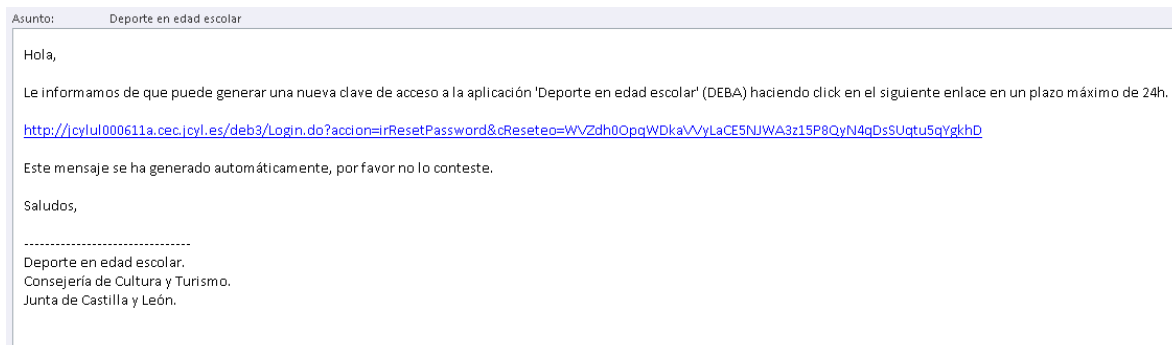 Asunto: Deporte en edad escolar
Hola,
Le informamos de que puede generar una nueva clave de acceso a la aplicación 'Deporte en edad escolar' (DEBA) haciendo click en el siguiente enlace en un plazo máximo de 24h.
http://jcylul000611a.cec.jcyl.es/deb3/Login.do?accion=irResetPassword&cReseteo=WVZdh0OpqWDkaVVyLaCE5NJWA3z15P8QyN4qDsSUqtu5qYgkhD
Este mensaje se ha generado automáticamente, por favor no lo conteste.
Saludos,
--------------------------------
Deporte en edad escolar.
Consejería de Cultura y Turismo.
Junta de Castilla y León.